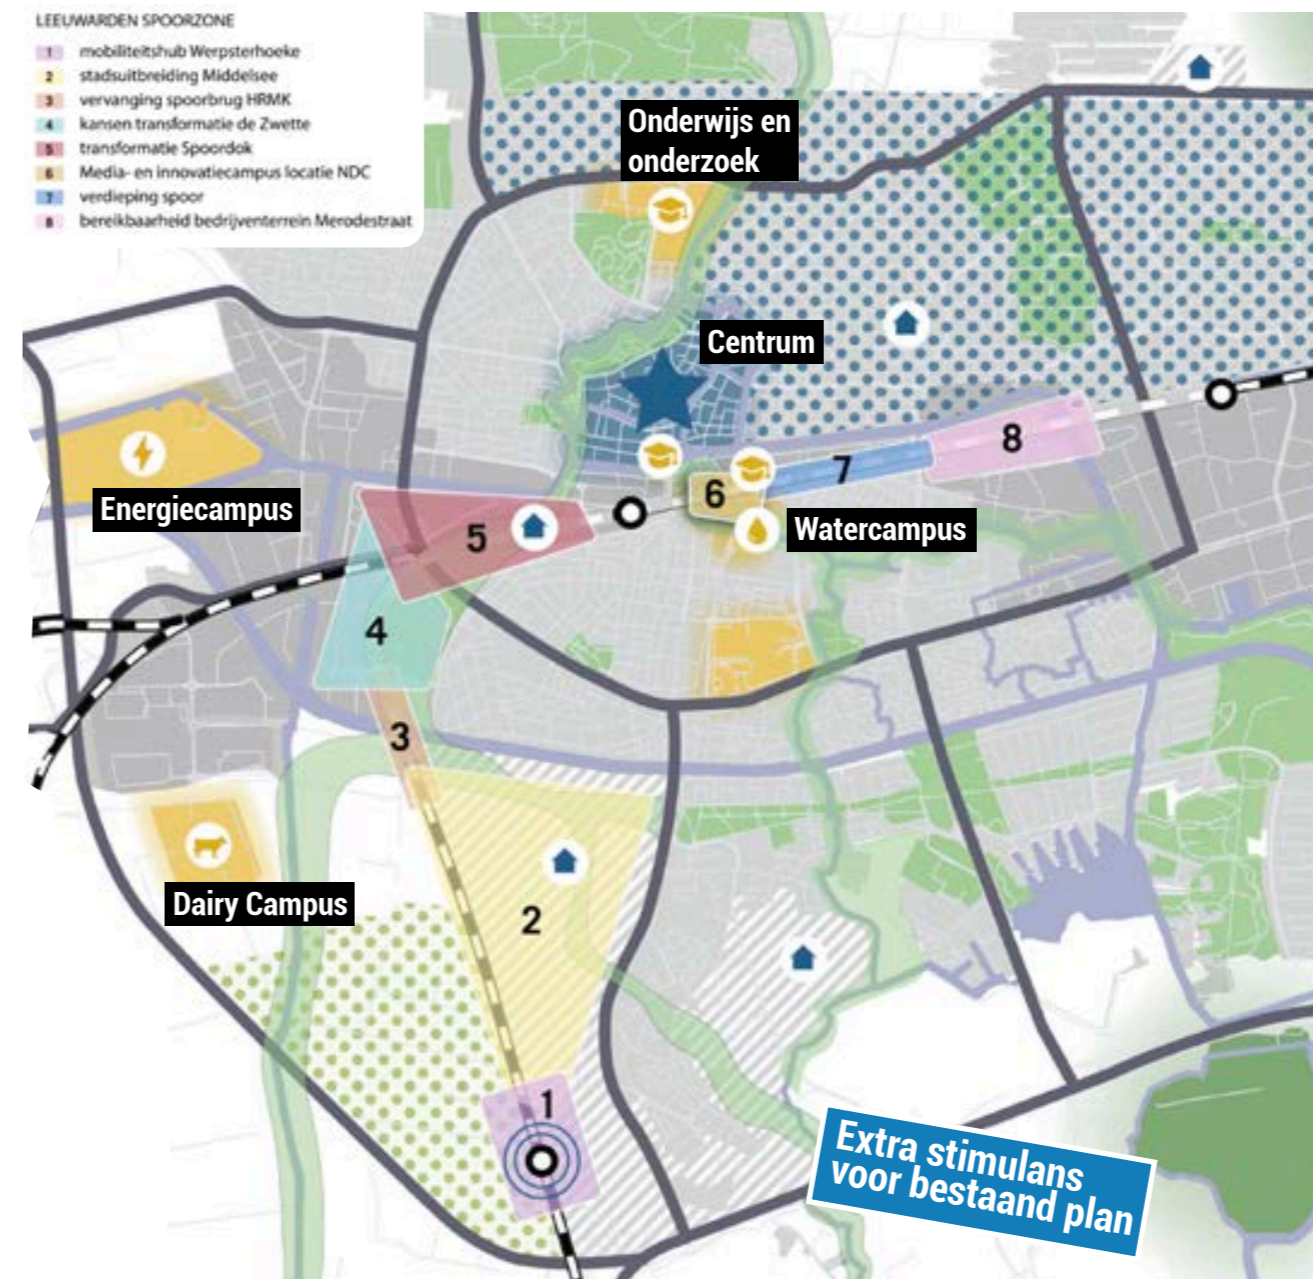 LEEUWARDEN SPOORZONE
1 mobiliteitshub Werpsterhoeke
2 stadsuitbreiding Middelsee
3 vervanging spoorbrug HRMK
4 kansen transformatie de Zwette
5 transformatie Spoordok
6 Media- en innovatiecampus locatie NDC
7 verdieping spoor
8 bereikbaarheid bedrijventerrein Merodestraat
Onderwijs en
onderzoek
Centrum
8
7
6
Energiecampus
5
Watercampus
4
3
Dairy Campus
2
1
Extra stimulans
voor bestaand plan